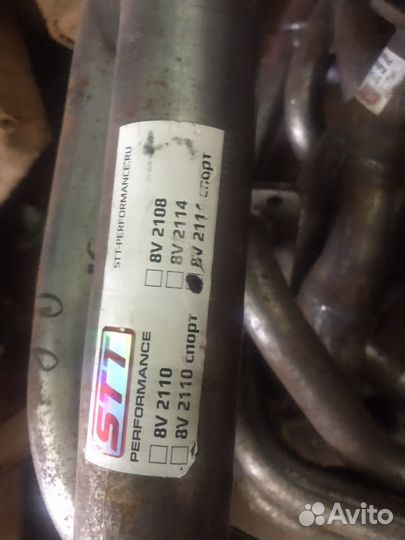 STT
PERFORMANCE
8V 2110
8V 2110 спорт
STT-PERFORMANCE.RU
8V 2108
8V 2114
8V 2114 спорт
Avito